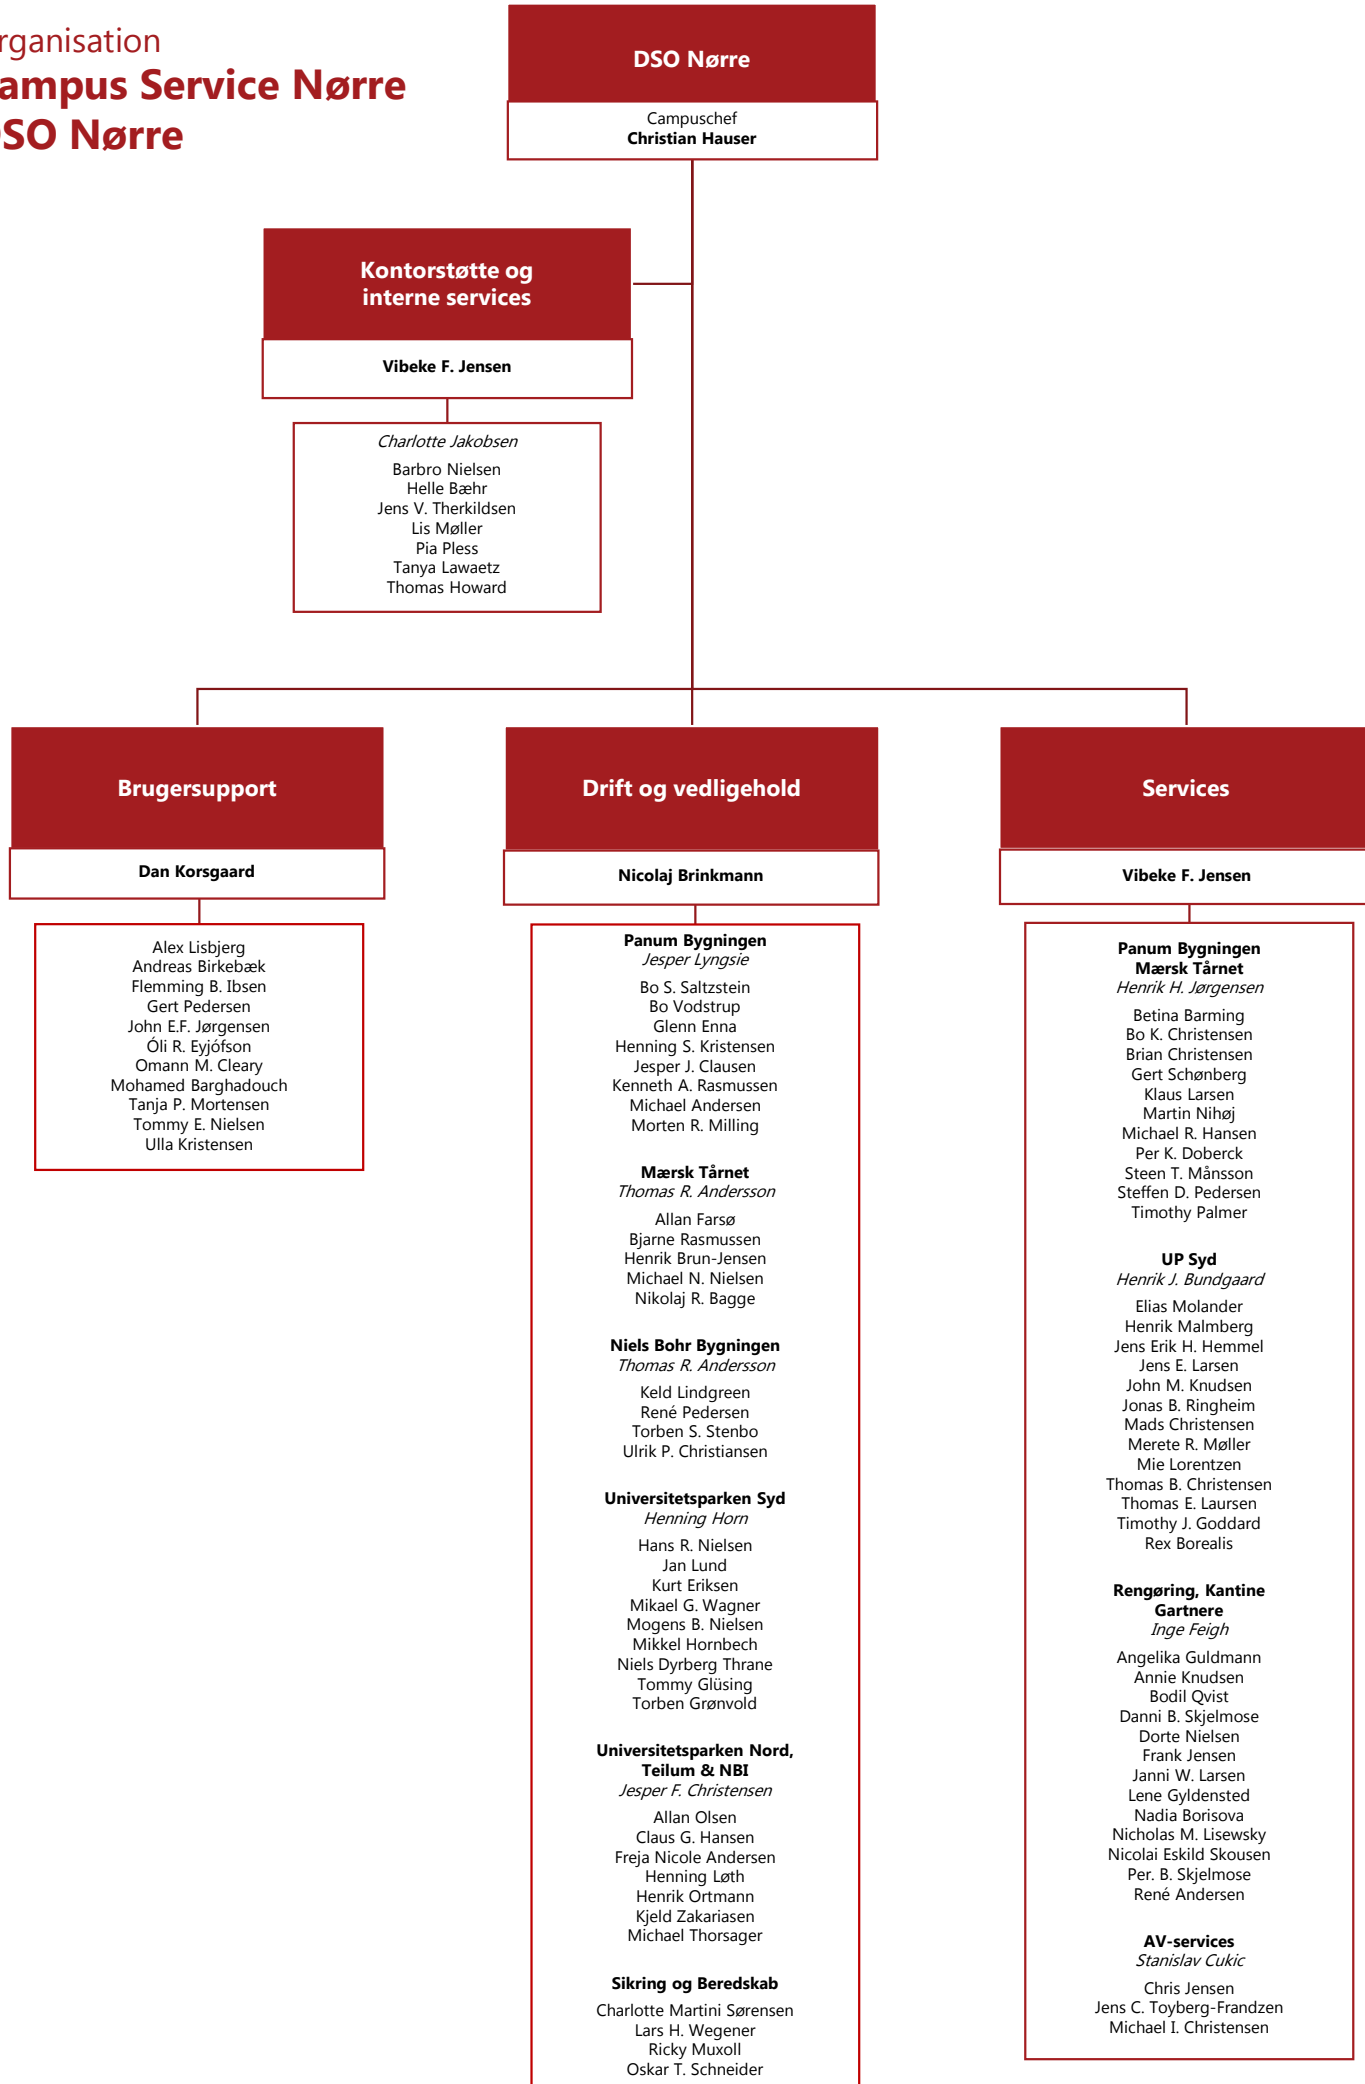 rganisation
ampus Service Nørre
DSO Nørre
DSO Nørre
Campuschef
Christian Hauser
Kontorstøtte og
interne services
Vibeke F. Jensen
Charlotte Jakobsen
Barbro Nielsen
Helle Bæhr
Jens V. Therkildsen
Lis Møller
Pia Pless
Tanya Lawaetz
Thomas Howard
Brugersupport
Dan Korsgaard
Alex Lisbjerg
Andreas Birkebæk
Flemming B. Ibsen
Gert Pedersen
John E.F. Jørgensen
Óli R. Eyjófson
Omann M. Cleary
Mohamed Barghadouch
Tanja P. Mortensen
Tommy E. Nielsen
Ulla Kristensen
Drift og vedligehold
Nicolaj Brinkmann
Panum Bygningen
Jesper Lyngsie
Bo S. Saltzstein
Bo Vodstrup
Glenn Enna
Henning S. Kristensen
Jesper J. Clausen
Kenneth A. Rasmussen
Michael Andersen
Morten R. Milling
Mærsk Tårnet
Thomas R. Andersson
Allan Farsø
Bjarne Rasmussen
Henrik Brun-Jensen
Michael N. Nielsen
Nikolaj R. Bagge
Niels Bohr Bygningen
Thomas R. Andersson
Keld Lindgreen
René Pedersen
Torben S. Stenbo
Ulrik P. Christiansen
Universitetsparken Syd
Henning Horn
Hans R. Nielsen
Jan Lund
Kurt Eriksen
Mikael G. Wagner
Mogens B. Nielsen
Mikkel Hornbech
Niels Dyrberg Thrane
Tommy Glüsing
Torben Grønvold
Universitetsparken Nord,
Teilum & NBI
Jesper F. Christensen
Allan Olsen
Claus G. Hansen
Freja Nicole Andersen
Henning Løth
Henrik Ortmann
Kjeld Zakariasen
Michael Thorsager
Sikring og Beredskab
Charlotte Martini Sørensen
Lars H. Wegener
Ricky Muxoll
Oskar T. Schneider
Services
Vibeke F. Jensen
Panum Bygningen
Mærsk Tårnet
Henrik H. Jørgensen
Betina Barming
Bo K. Christensen
Brian Christensen
Gert Schønberg
Klaus Larsen
Martin Nihøj
Michael R. Hansen
Per K. Doberck
Steen T. Månsson
Steffen D. Pedersen
Timothy Palmer
UP Syd
Henrik J. Bundgaard
Elias Molander
Henrik Malmberg
Jens Erik H. Hemmel
Jens E. Larsen
John M. Knudsen
Jonas B. Ringheim
Mads Christensen
Merete R. Møller
Mie Lorentzen
Thomas B. Christensen
Thomas E. Laursen
Timothy J. Goddard
Rex Borealis
Rengøring, Kantine
Gartnere
Inge Feigh
Angelika Guldmann
Annie Knudsen
Bodil Qvist
Danni B. Skjelmose
Dorte Nielsen
Frank Jensen
Janni W. Larsen
Lene Gyldensted
Nadia Borisova
Nicholas M. Lisewsky
Nicolai Eskild Skousen
Per. B. Skjelmose
René Andersen
AV-services
Stanislav Cukic
Chris Jensen
Jens C. Toyberg-Frandzen
Michael I. Christensen